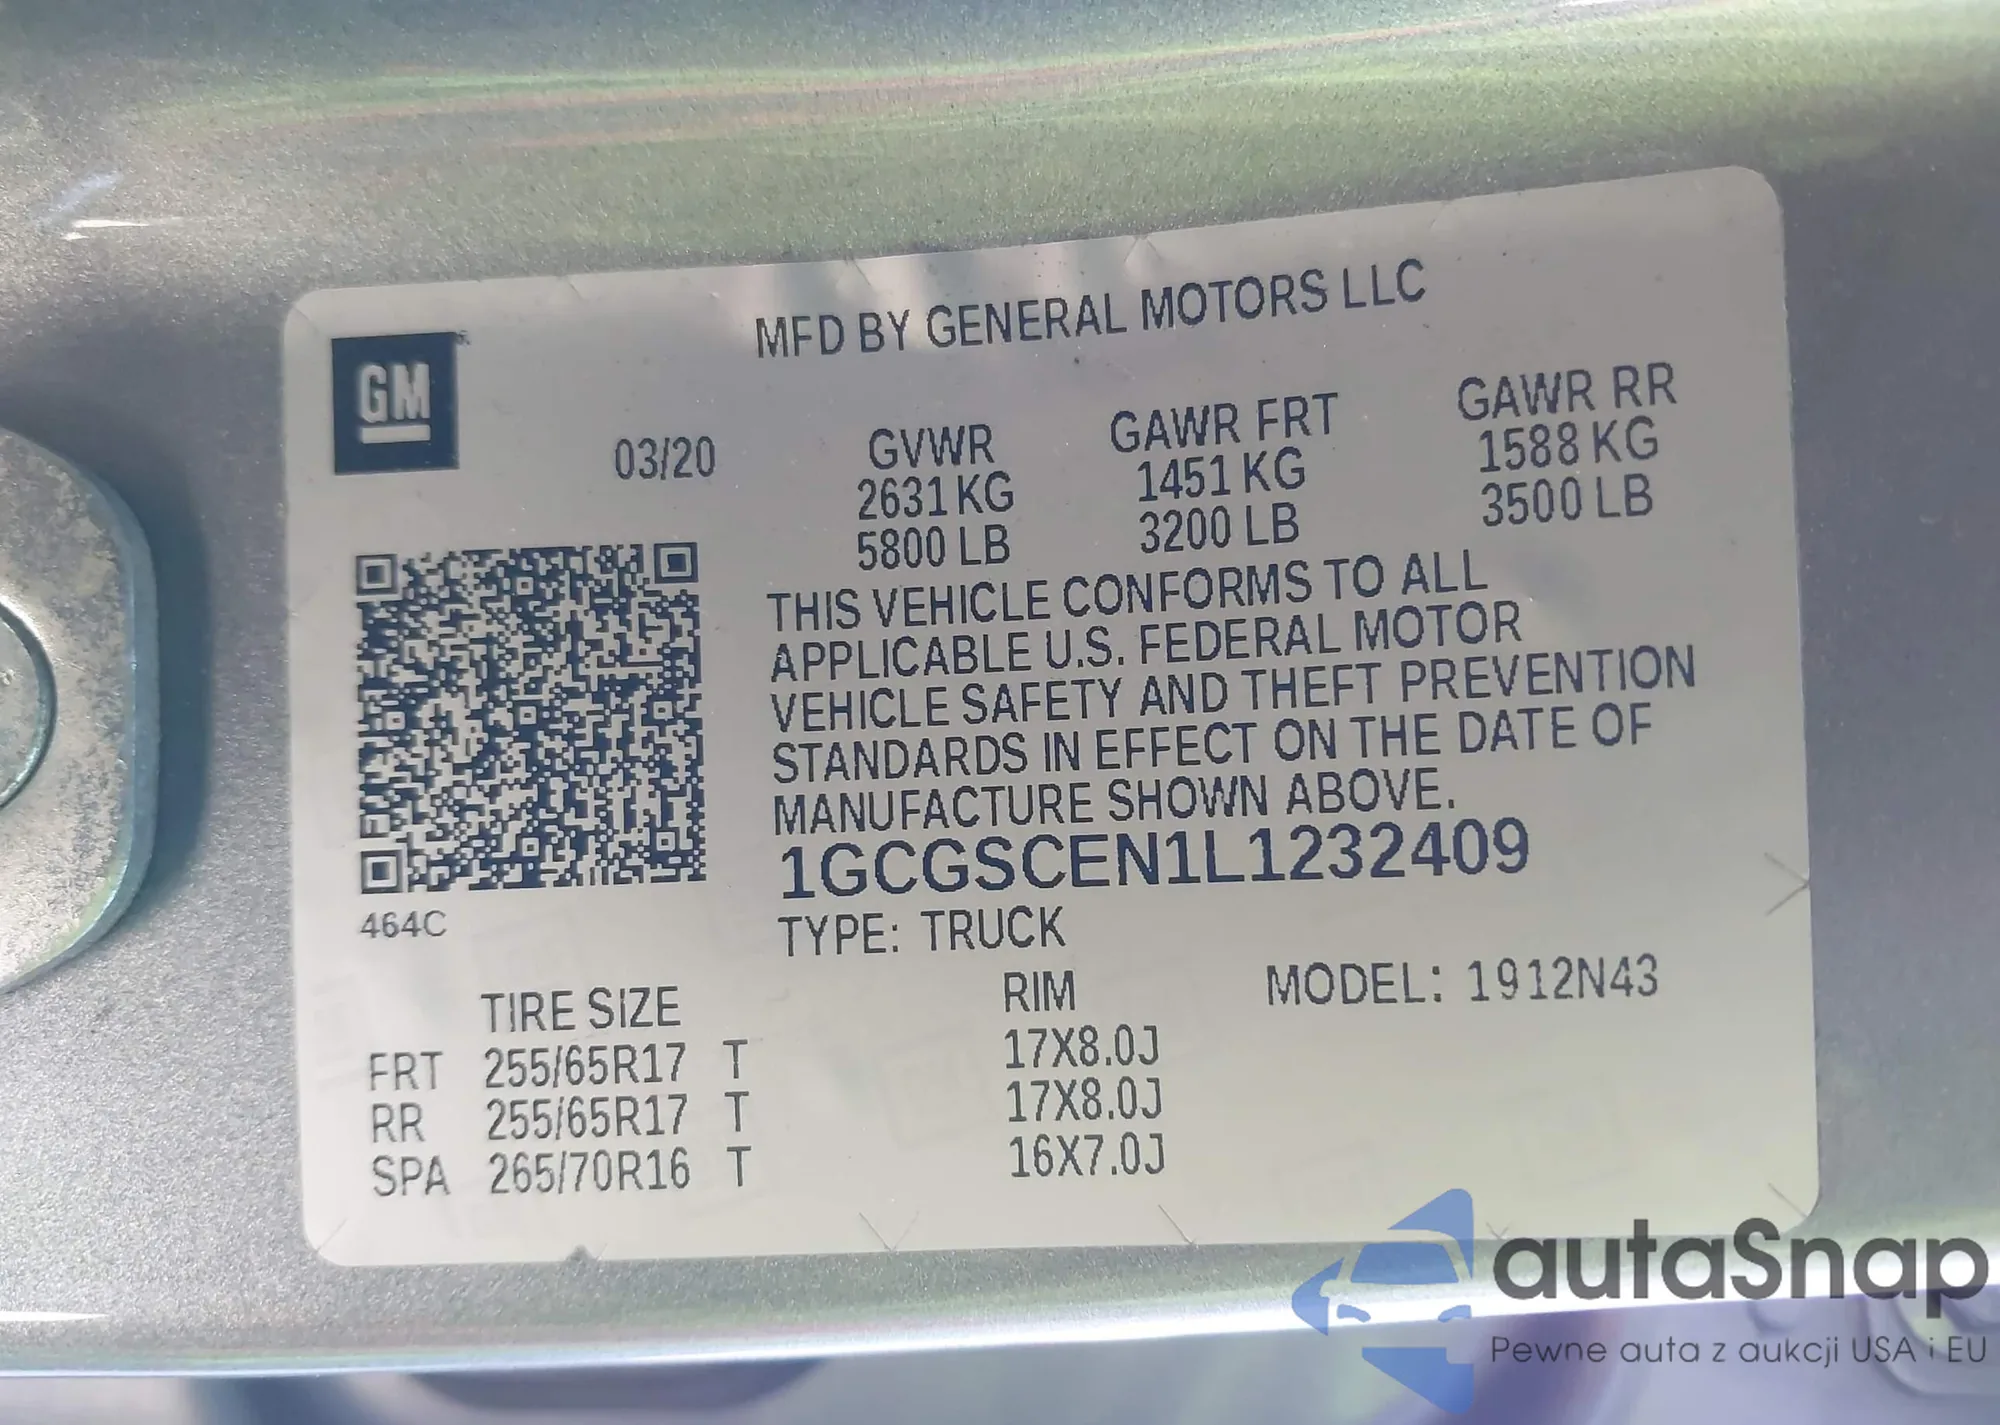 MFD BY GENERAL MOTORS LLC
GM
03/20
GVWR GAWR FRT GAWR RR
2631 KG 1451 KG 1588 KG
5800 LB 3200 LB 3500 LB
THIS VEHICLE CONFORMS TO ALL
APPLICABLE U.S. FEDERAL MOTOR
VEHICLE SAFETY AND THEFT PREVENTION
STANDARDS IN EFFECT ON THE DATE OF
MANUFACTURE SHOWN ABOVE.
1GCGSCEN1L1232409
464C
TYPE: TRUCK
TIRE SIZE RIM MODEL: 1912N43
FRT 255/65R17 T 17X8.0J
RR 255/65R17 T 17X8.0J
SPA 265/70R16 T 16X7.0J
autaSnap
Pewne auta z aukcji USA i EU